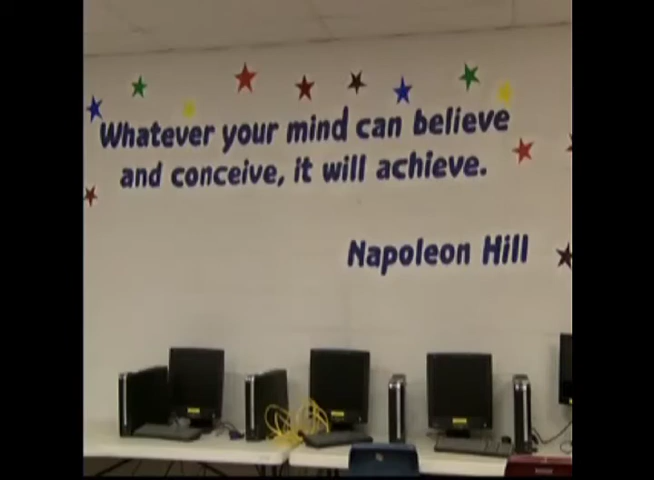 Whatever your mind can believe
and conceive, it will achieve.
Napoleon Hill